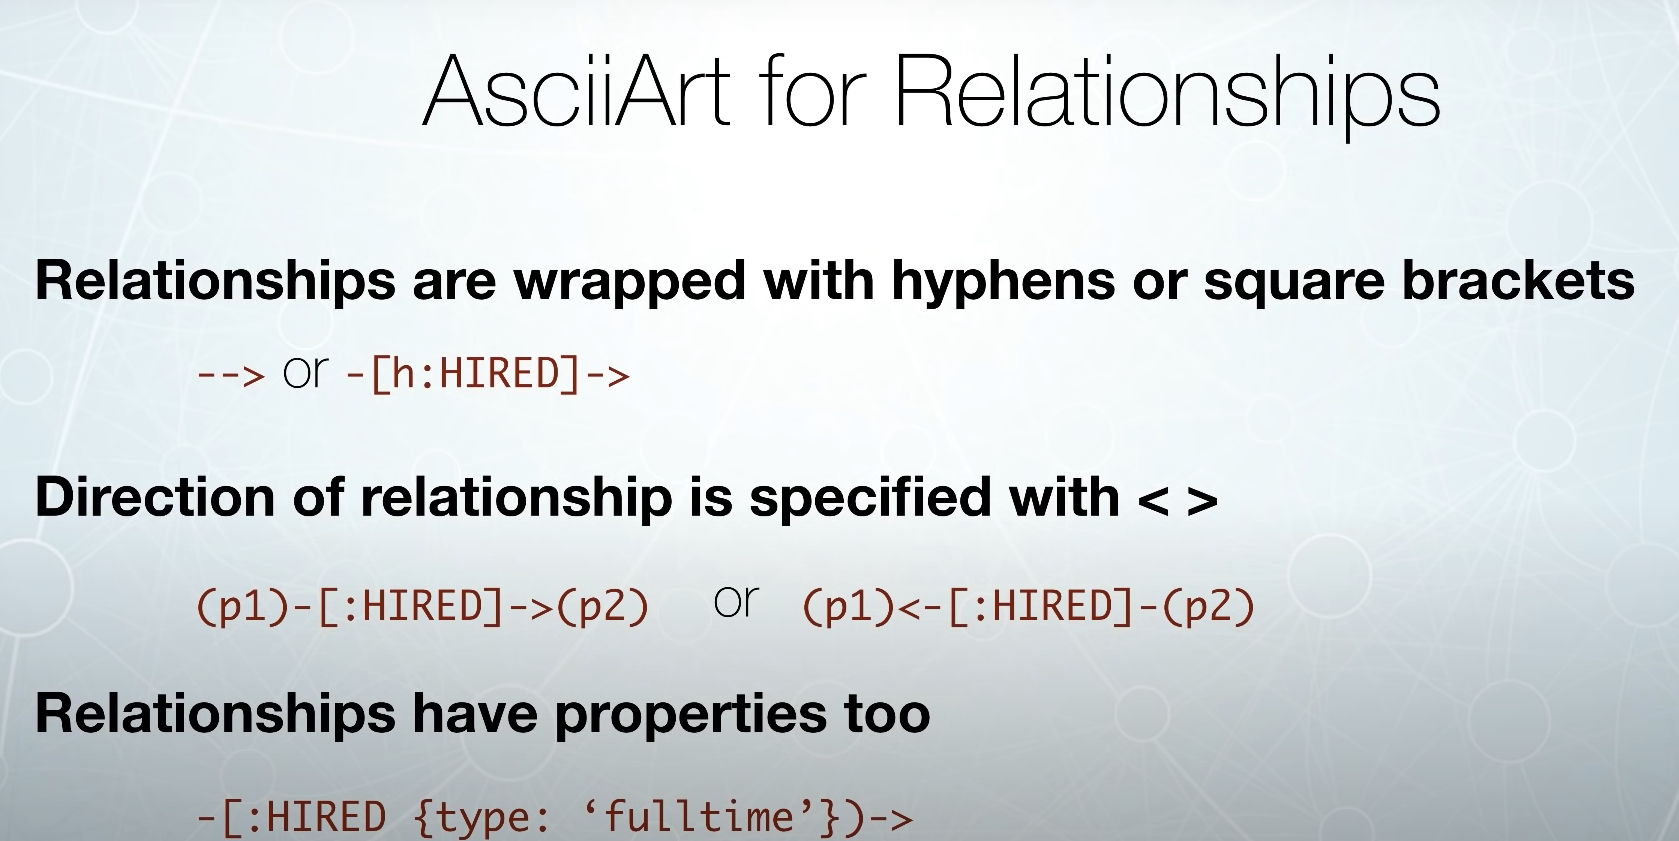 AsciiArt for Relationships
Relationships are wrapped with hyphens or square brackets
--> or -[h:HIRED]->
Direction of relationship is specified with < >
(p1)-[:HIRED]->(p2) or (p1)<-[:HIRED]-(p2)
Relationships have properties too
-[:HIRED {type: ‘fulltime’})->